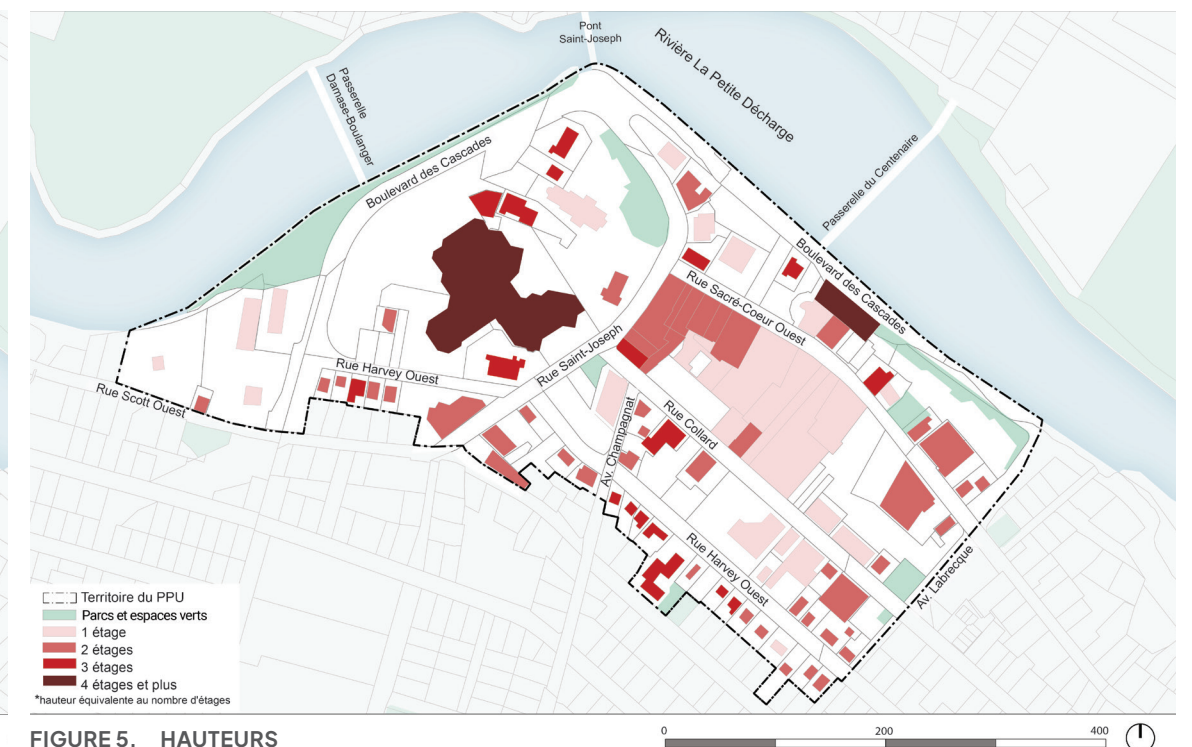 Pont
Saint-Joseph
Rivière La Petite Décharge
Passerelle
Damase-Boulanger
Boulevard des Cascades
Passerelle du Centenaire
Boulevard des Cascades
Rue Sacré-Coeur Ouest
Rue Saint-Joseph
Rue Harvey Ouest
Rue Scott Ouest
Av. Champagnat
Rue Collard
Rue Harvey Ouest
Av. Labrecque
Territoire du PPU
Parcs et espaces verts
1 étage
2 étages
3 étages
4 étages et plus
*hauteur équivalente au nombre d'étages
FIGURE 5. HAUTEURS
0 200 400